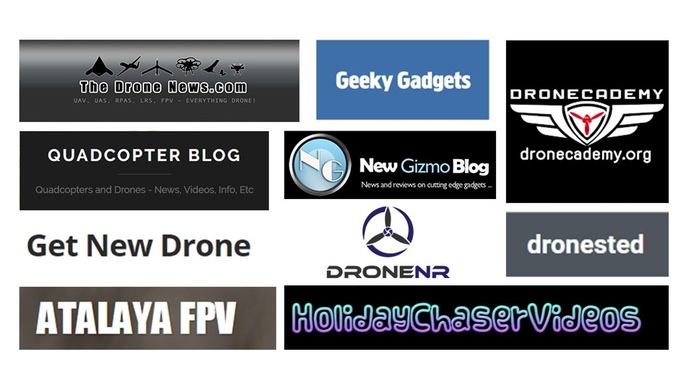 The Drone News.com
UAV, UAS, RPAS, LRS, FPV - EVERYTHING DRONE!
Geeky Gadgets
DRONECADEMY
dronecademy.org
QUADCOPTER BLOG
Quadcopters and Drones - News, Videos, Info, Etc
NG
New Gizmo Blog
News and reviews on cutting edge gadgets ...
Get New Drone
DRONENR
dronested
ATALAYA FPV
HolidayChaserVideos